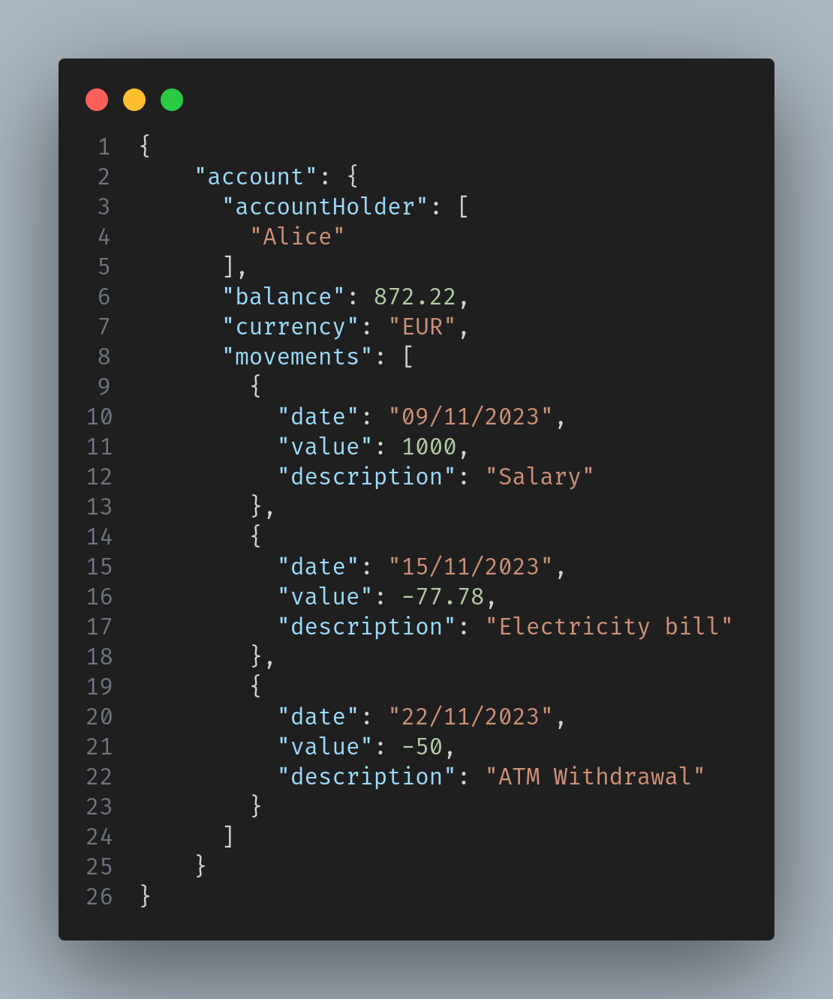 1 {
2     "account": {
3       "accountHolder": [
4         "Alice"
5       ],
6       "balance": 872.22,
7       "currency": "EUR",
8       "movements": [
9         {
10           "date": "09/11/2023",
11           "value": 1000,
12           "description": "Salary"
13         },
14         {
15           "date": "15/11/2023",
16           "value": -77.78,
17           "description": "Electricity bill"
18         },
19         {
20           "date": "22/11/2023",
21           "value": -50,
22           "description": "ATM Withdrawal"
23         }
24       ]
25     }
26 }